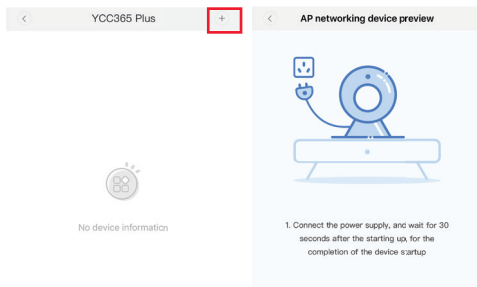 YCC365 Plus
+
No device information
AP networking device preview
1. Connect the power supply, and wait for 30
seconds after the starting up, for the
completion of the device startup